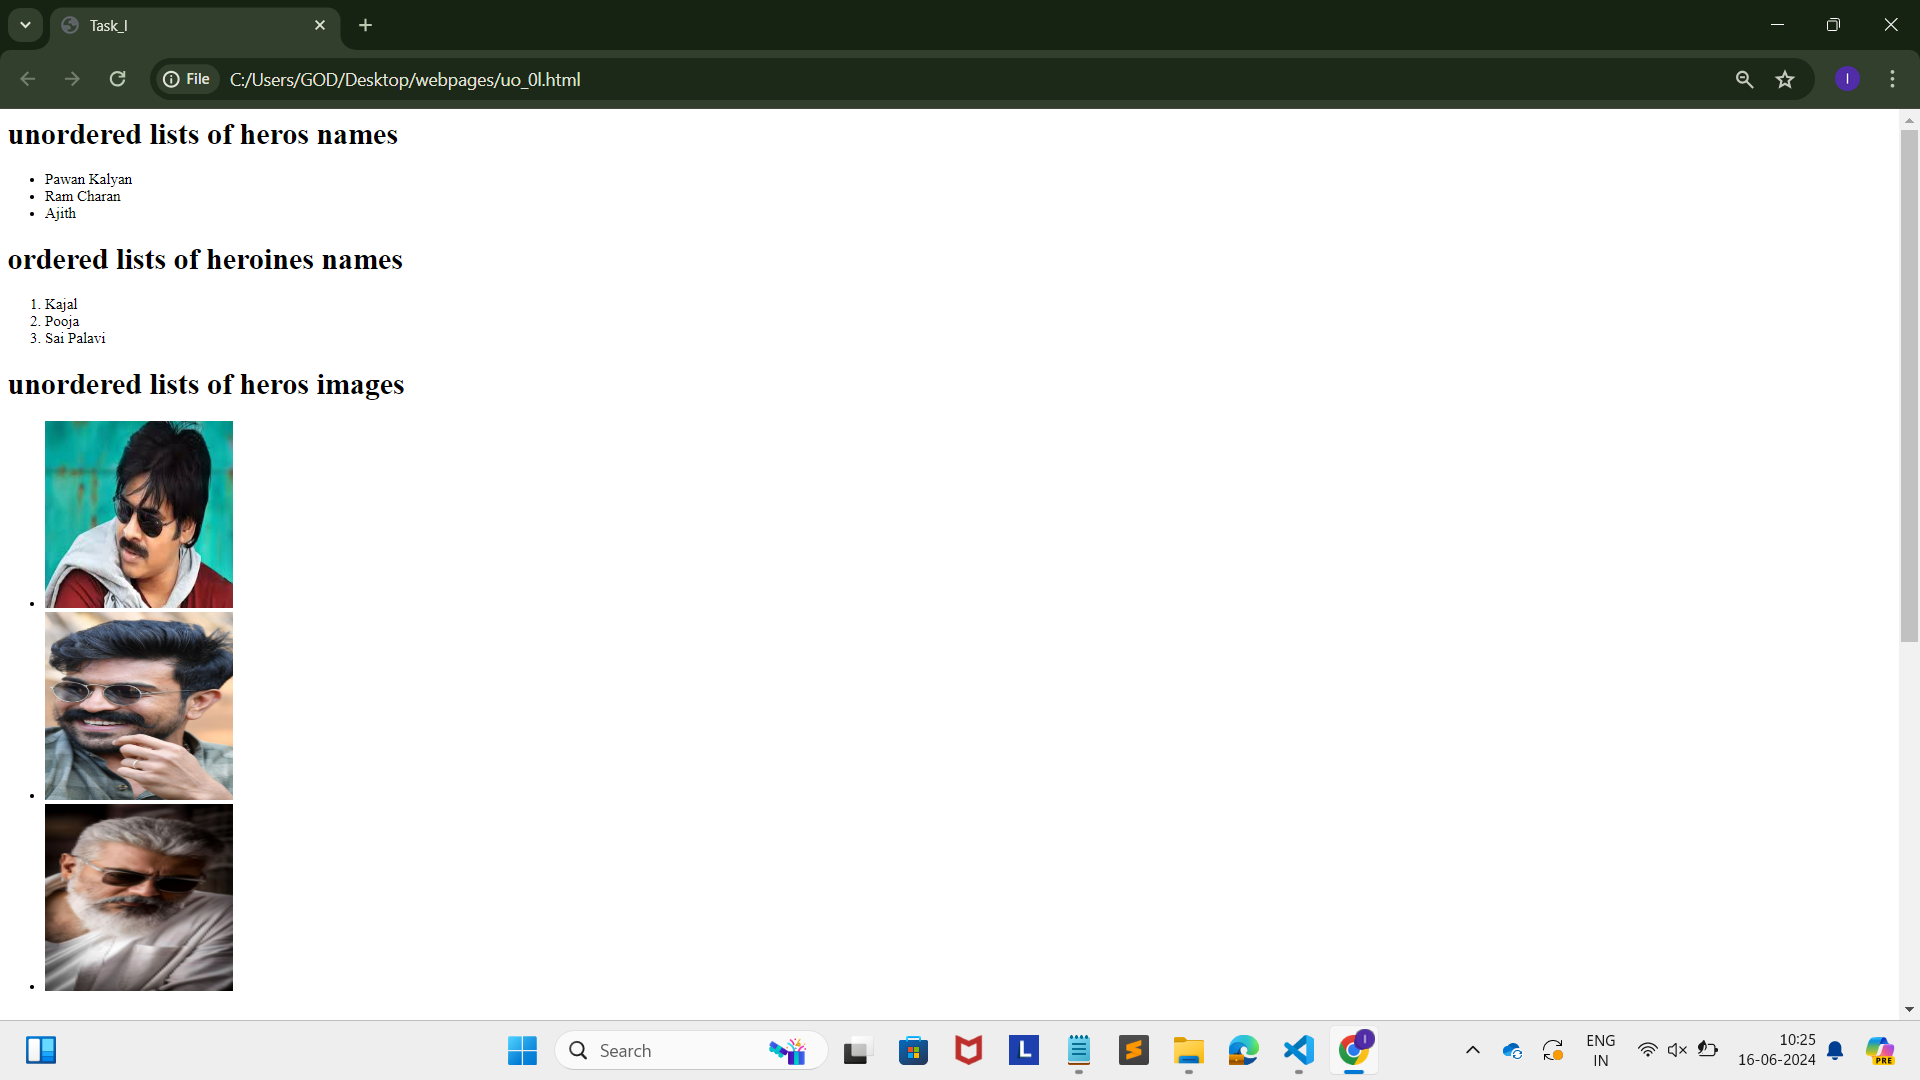 Task_I
File
C:/Users/GOD/Desktop/webpages/uo_0l.html
I
unordered lists of heros names
• Pawan Kalyan
• Ram Charan
• Ajith
ordered lists of heroines names
1. Kajal
2. Pooja
3. Sai Palavi
unordered lists of heros images
Search
L
I
ENG
IN
10:25
16-06-2024
PRE